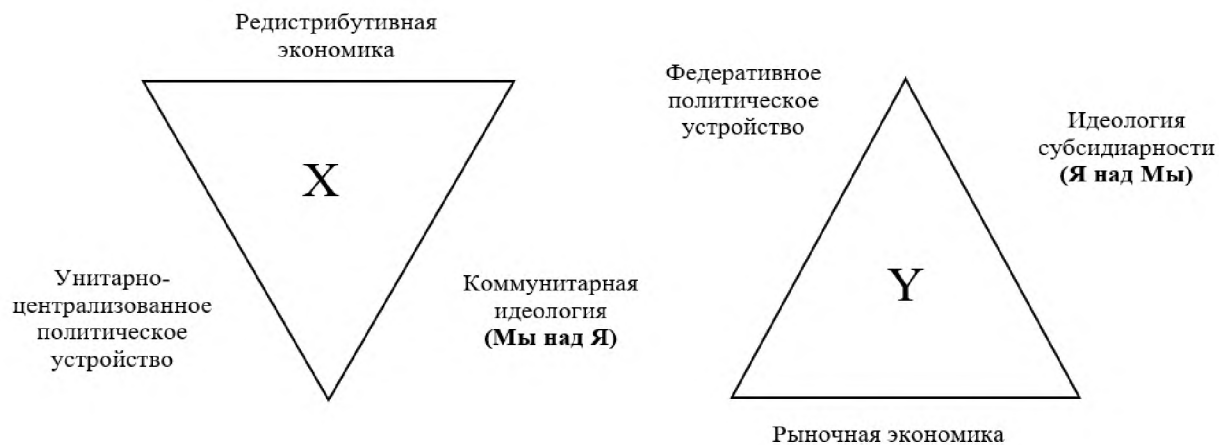 Редистрибутивная
экономика
X
Унитарно-
централизованное
политическое
устройство
Коммунитарная
идеология
(Мы над Я)
Федеративное
политическое
устройство
Идеология
субсидиарности
(Я над Мы)
Y
Рыночная экономика